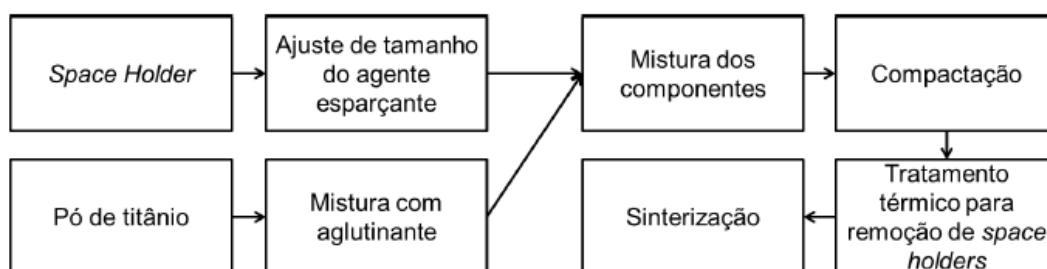 Space Holder
Ajuste de tamanho
do agente
esparçante
Mistura dos
componentes
Compactação
Pó de titânio
Mistura com
aglutinante
Sinterização
Tratamento
térmico para
remoção de space
holders